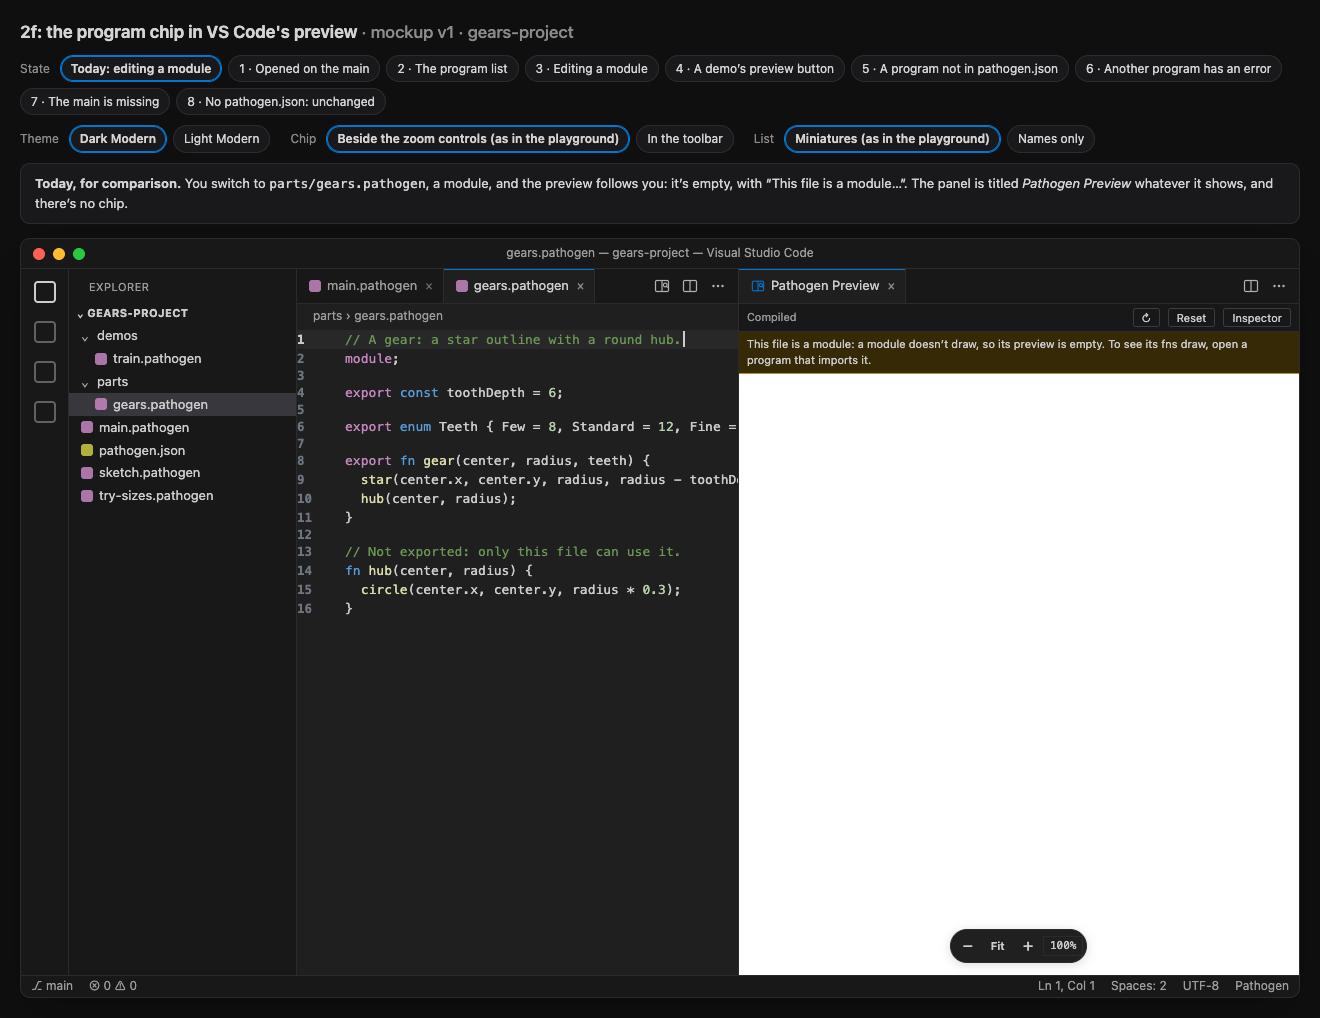 2f: the program chip in VS Code's preview · mockup v1 · gears-project
State Today: editing a module 1 · Opened on the main 2 · The program list 3 · Editing a module 4 · A demo's preview button 5 · A program not in pathogen.json 6 · Another program has an error
7 · The main is missing 8 · No pathogen.json: unchanged
Theme Dark Modern Light Modern Chip Beside the zoom controls (as in the playground) In the toolbar List Miniatures (as in the playground) Names only
Today, for comparison. You switch to parts/gears.pathogen, a module, and the preview follows you: it's empty, with "This file is a module…". The panel is titled Pathogen Preview whatever it shows, and
there's no chip.
gears.pathogen — gears-project — Visual Studio Code
EXPLORER
GEARS-PROJECT
demos
train.pathogen
parts
gears.pathogen
main.pathogen
pathogen.json
sketch.pathogen
try-sizes.pathogen
main.pathogen × gears.pathogen ×
parts › gears.pathogen
1 // A gear: a star outline with a round hub.
2 module;
3
4 export const toothDepth = 6;
5
6 export enum Teeth { Few = 8, Standard = 12, Fine =
7
8 export fn gear(center, radius, teeth) {
9 star(center.x, center.y, radius, radius - toothD
10 hub(center, radius);
11 }
12
13 // Not exported: only this file can use it.
14 fn hub(center, radius) {
15 circle(center.x, center.y, radius * 0.3);
16 }
Pathogen Preview ×
Compiled Reset Inspector
This file is a module: a module doesn't draw, so its preview is empty. To see its fns draw, open a
program that imports it.
− Fit + 100%
main 0 0 Ln 1, Col 1 Spaces: 2 UTF-8 Pathogen